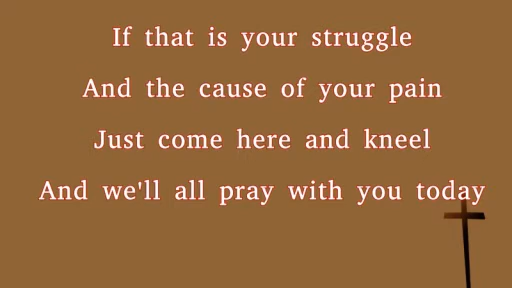 If that is your struggle
And the cause of your pain
Just come here and kneel
And we'll all pray with you today